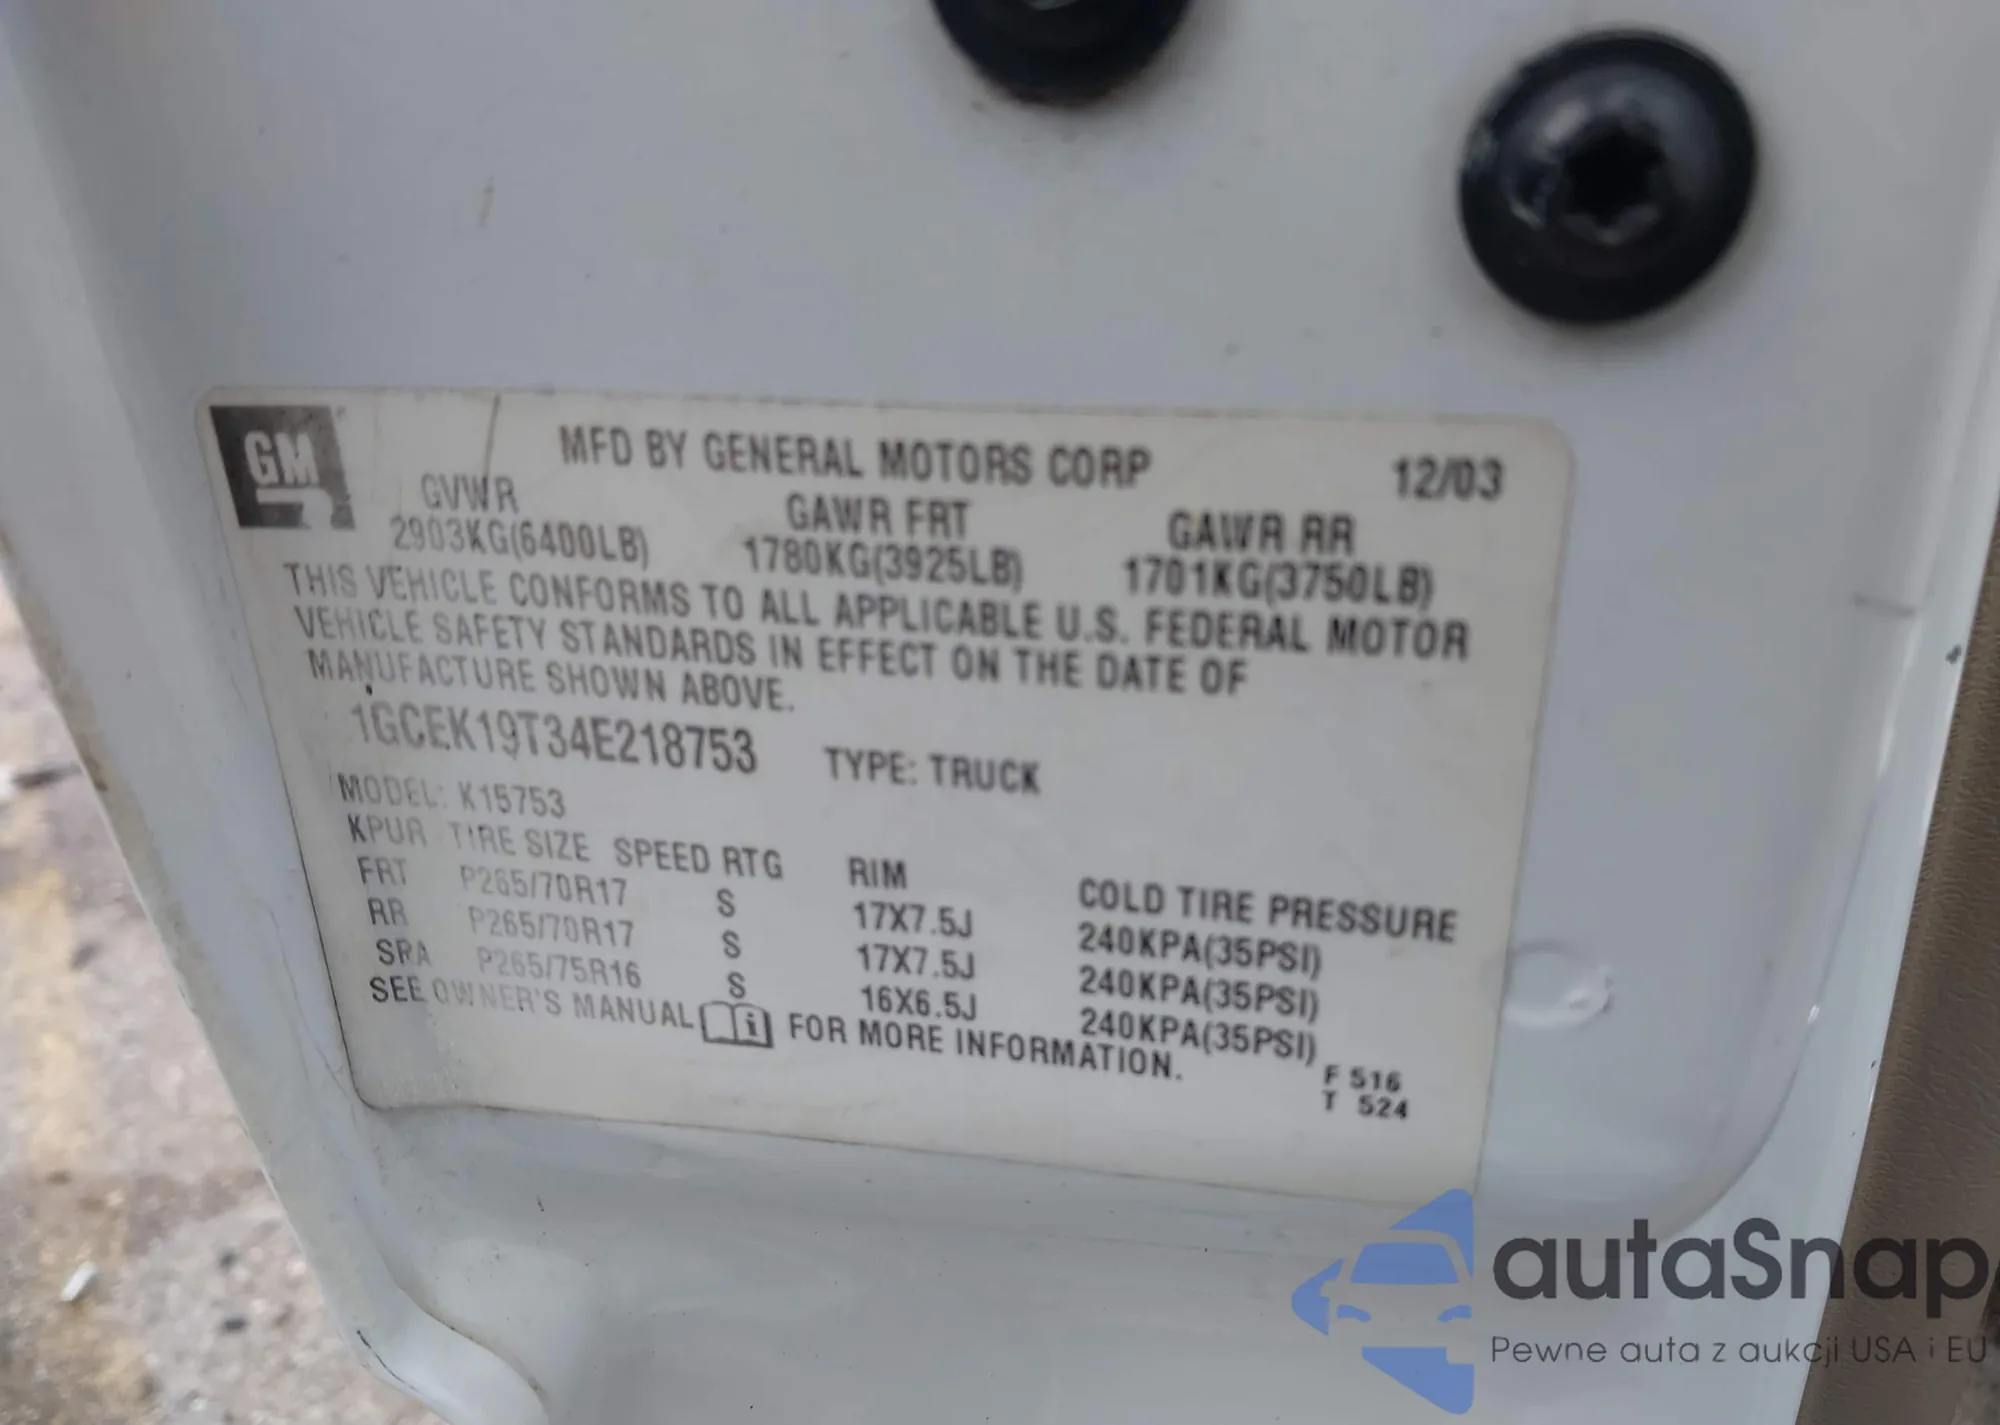 GM
MFD BY GENERAL MOTORS CORP 12/03
GVWR GAWR FRT GAWR RR
2903KG(6400LB) 1780KG(3925LB) 1701KG(3750LB)
THIS VEHICLE CONFORMS TO ALL APPLICABLE U.S. FEDERAL MOTOR
VEHICLE SAFETY STANDARDS IN EFFECT ON THE DATE OF
MANUFACTURE SHOWN ABOVE.
1GCEK19T34E218753 TYPE: TRUCK
MODEL: K15753
KPUR TIRE SIZE SPEED RTG RIM COLD TIRE PRESSURE
FRT P265/70R17 S 17X7.5J 240KPA(35PSI)
RR P265/70R17 S 17X7.5J 240KPA(35PSI)
SRA P265/75R16 S 16X6.5J 240KPA(35PSI)
SEE OWNER'S MANUAL i FOR MORE INFORMATION.
F 516
T 524
autaSnap
Pewne auta z aukcji USA i EU